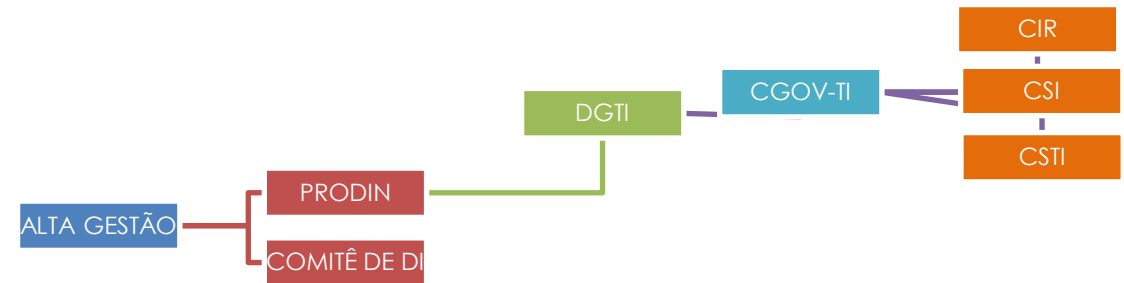 CIR
CGOV-TI
CSI
DGTI
CSTI
PRODIN
ALTA GESTÃO
COMITÊ DE DI